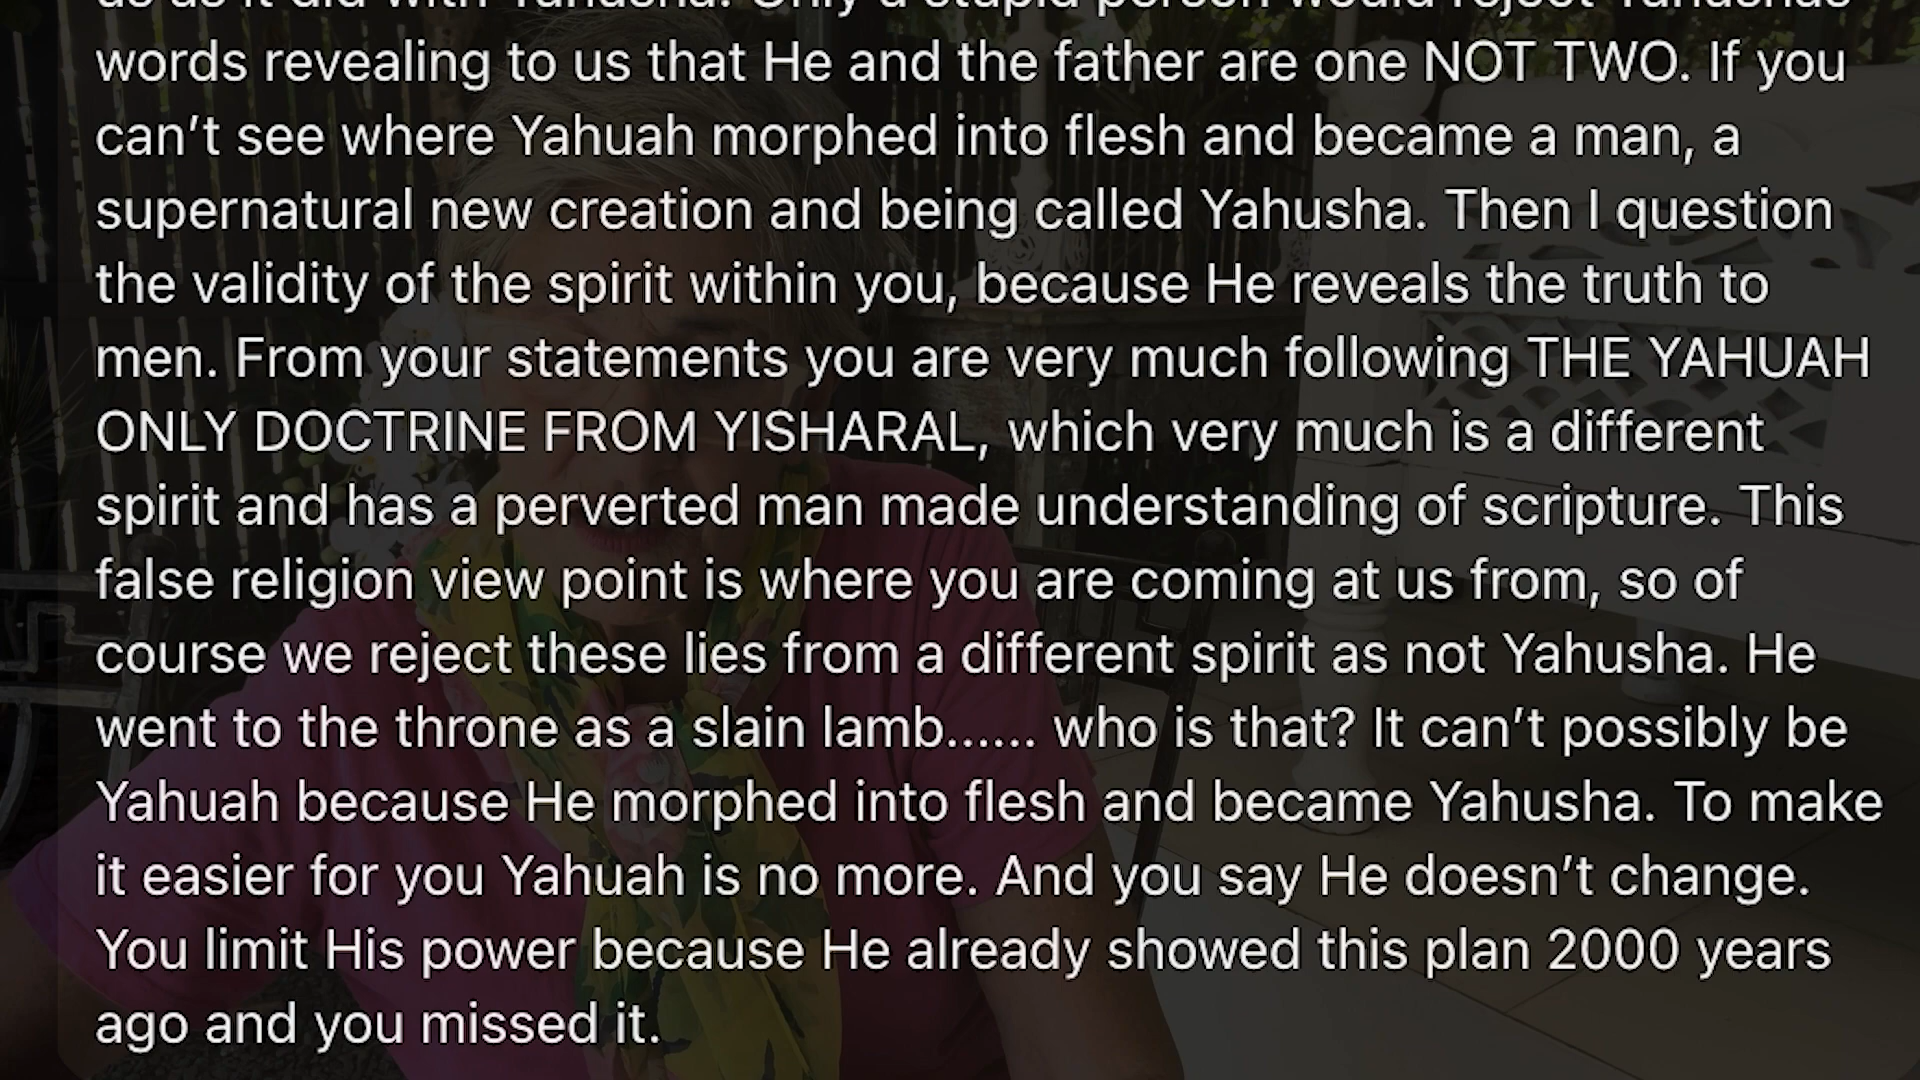 words revealing to us that He and the father are one NOT TWO. If you
can’t see where Yahuah morphed into flesh and became a man, a
supernatural new creation and being called Yahusha. Then I question
the validity of the spirit within you, because He reveals the truth to
men. From your statements you are very much following THE YAHUAH
ONLY DOCTRINE FROM YISHARAL, which very much is a different
spirit and has a perverted man made understanding of scripture. This
false religion view point is where you are coming at us from, so of
course we reject these lies from a different spirit as not Yahusha. He
went to the throne as a slain lamb...... who is that? It can’t possibly be
Yahuah because He morphed into flesh and became Yahusha. To make
it easier for you Yahuah is no more. And you say He doesn’t change.
You limit His power because He already showed this plan 2000 years
ago and you missed it.